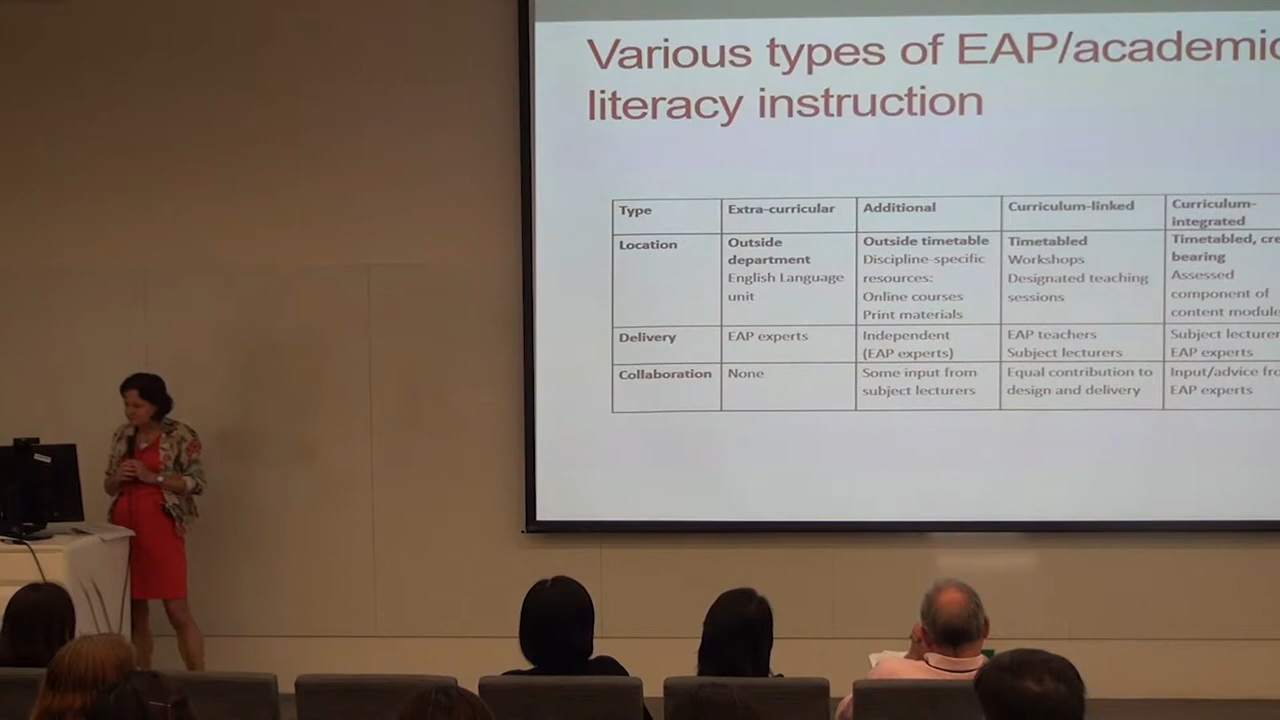 Various types of EAP/academic
literacy instruction
Type
Extra-curricular
Additional
Curriculum-linked
Curriculum-
integrated
Location
Outside
department
English Language
unit
Outside timetable
Discipline-specific
resources:
Online courses
Print materials
Timetabled
Workshops
Designated teaching
sessions
Timetabled, cre
bearing
Assessed
component of
content module
Delivery
EAP experts
Independent
(EAP experts)
EAP teachers
Subject lecturers
Subject lecturer
EAP experts
Collaboration
None
Some input from
subject lecturers
Equal contribution to
design and delivery
Input/advice fro
EAP experts